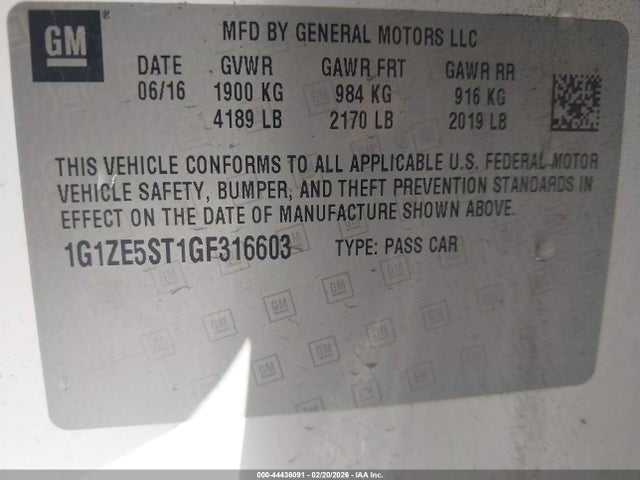 GM
MFD BY GENERAL MOTORS LLC
DATE GVWR GAWR FRT GAWR RR
06/16 1900 KG 984 KG 916 KG
4189 LB 2170 LB 2019 LB
THIS VEHICLE CONFORMS TO ALL APPLICABLE U.S. FEDERAL MOTOR
VEHICLE SAFETY, BUMPER, AND THEFT PREVENTION STANDARDS IN
EFFECT ON THE DATE OF MANUFACTURE SHOWN ABOVE.
1G1ZE5ST1GF316603 TYPE: PASS CAR
000-44436091 - 02/20/2026 - IAA Inc.